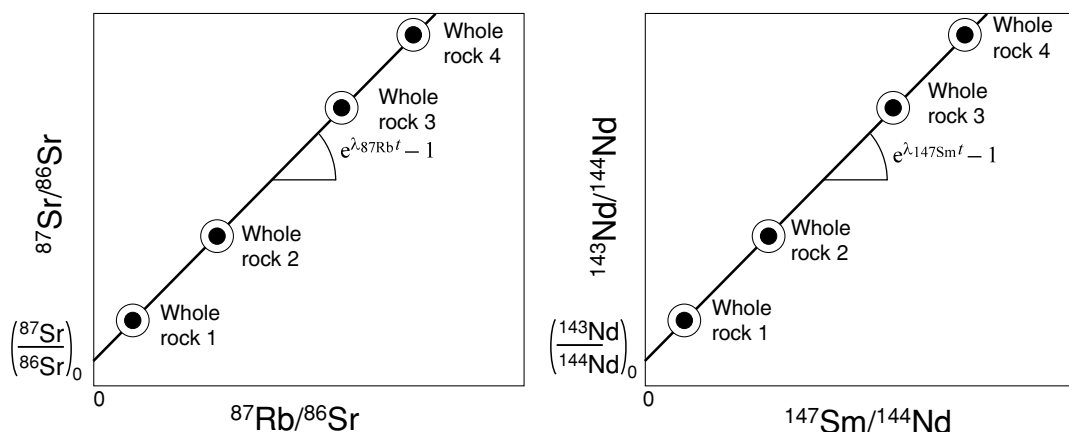 Whole
rock 4
Whole
rock 3
e^λ87Rb^t − 1
Whole
rock 2
Whole
rock 1
⁸⁷Sr/⁸⁶Sr
(⁸⁷Sr/⁸⁶Sr)₀
0
⁸⁷Rb/⁸⁶Sr
Whole
rock 4
Whole
rock 3
e^λ147Sm^t − 1
Whole
rock 2
Whole
rock 1
¹⁴³Nd/¹⁴⁴Nd
(¹⁴³Nd/¹⁴⁴Nd)₀
0
¹⁴⁷Sm/¹⁴⁴Nd